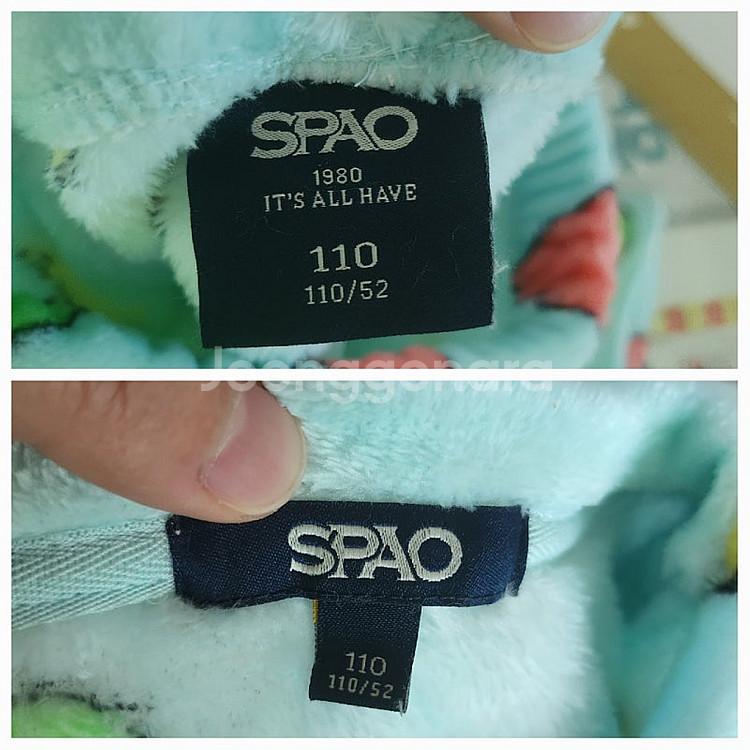 SPAO
1980
IT'S ALL HAVE
110
110/52
Joonggonara
SPAO
110
110/52